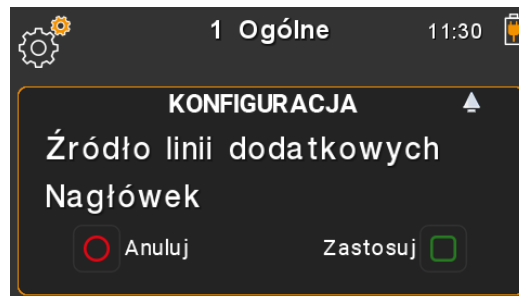 1 Ogólne 11:30
KONFIGURACJA
Źródło linii dodatkowych
Nagłówek
Anuluj Zastosuj